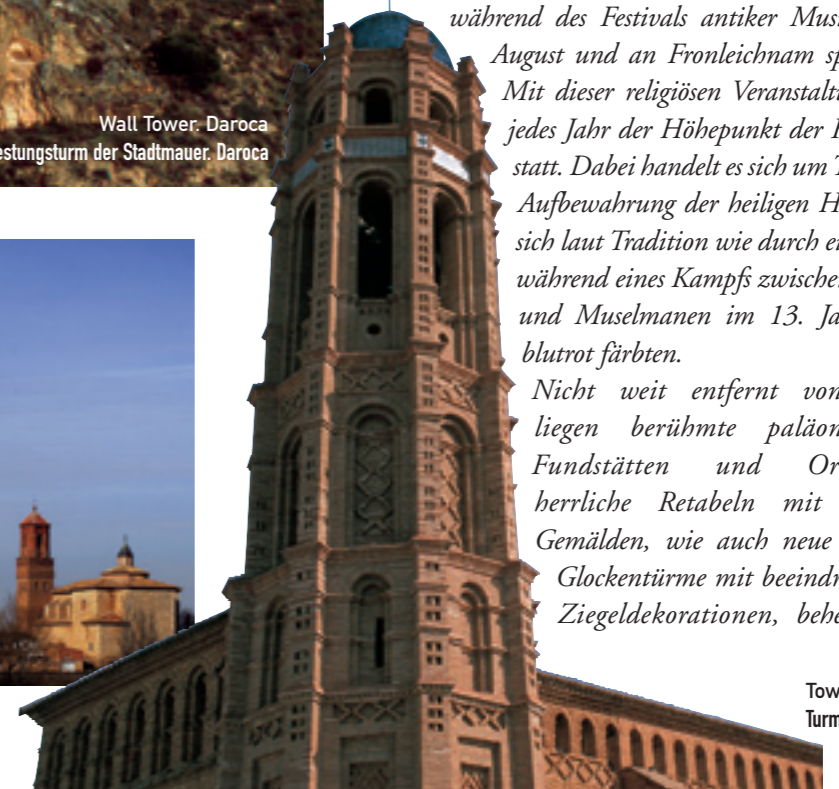 Wall Tower. Daroca
estungsturm der Stadtmauer. Daroca
während des Festivals antiker Mus
August und an Fronleichnam sp
Mit dieser religiösen Veranstalt
jedes Jahr der Höhepunkt der
statt. Dabei handelt es sich um
Aufbewahrung der heiligen H
sich laut Tradition wie durch e
während eines Kampfs zwische
und Muselmanen im 13. Ja
blutrot färbten.
Nicht weit entfernt von
liegen berühmte paläon
Fundstätten und Or
herrliche Retabeln mit
Gemälden, wie auch neue
Glockentürme mit beeindr
Ziegeldekorationen, behe
Tow
Turm